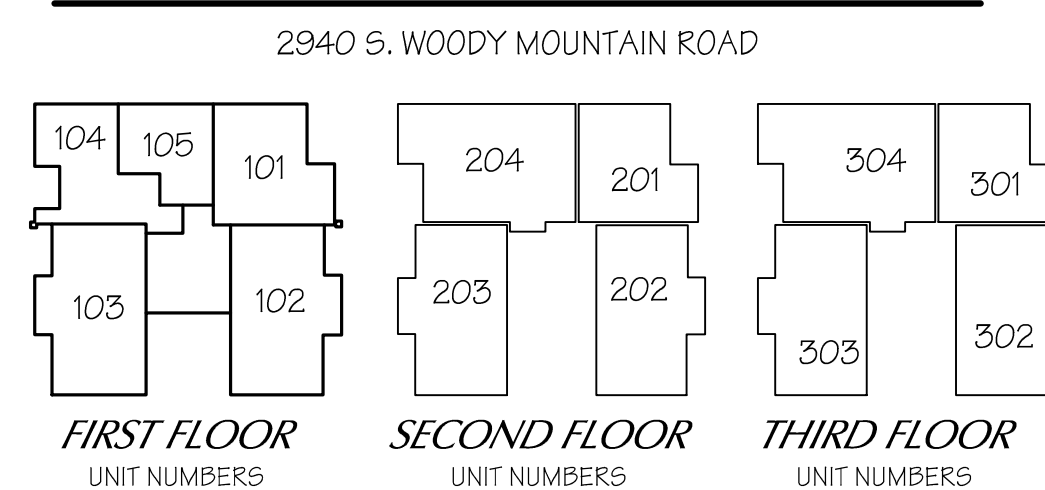 2940 S. WOODY MOUNTAIN ROAD
104 105 101
204 201
304 301
103 102
203 202
303 302
FIRST FLOOR SECOND FLOOR THIRD FLOOR
UNIT NUMBERS UNIT NUMBERS UNIT NUMBERS